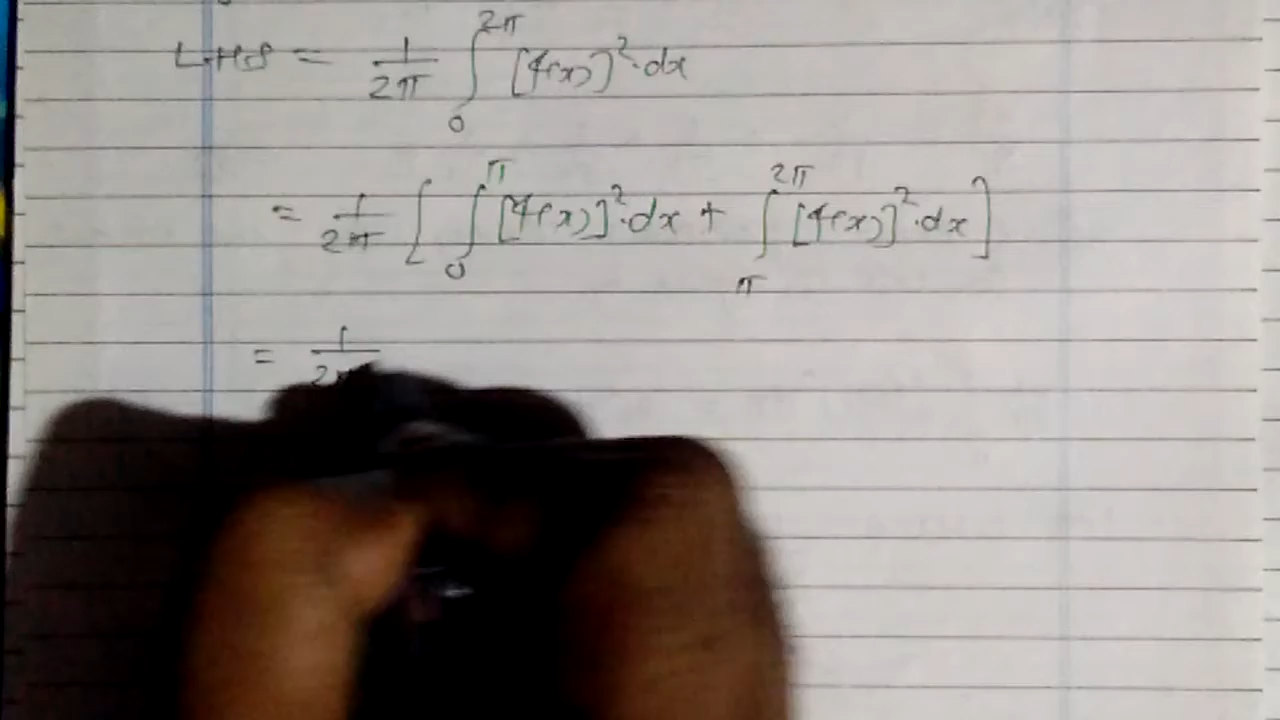 LHS = 1/2π ∫₀^2π [f(x)]²·dx
= 1/2π [ ∫₀^π [f(x)]²·dx + ∫_π^2π [f(x)]²·dx ]
= 1/2π